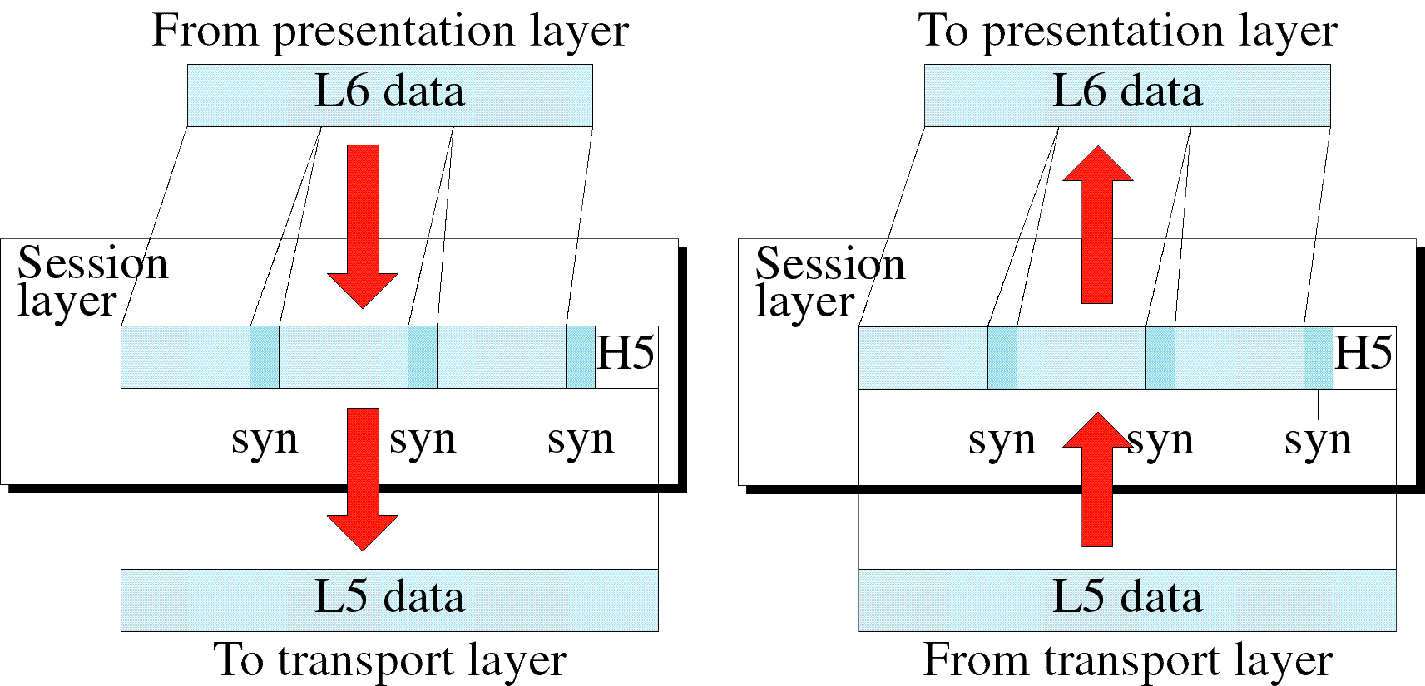 From presentation layer
L6 data
Session
layer
H5
syn syn syn
L5 data
To transport layer
To presentation layer
L6 data
Session
layer
H5
syn syn syn
L5 data
From transport layer